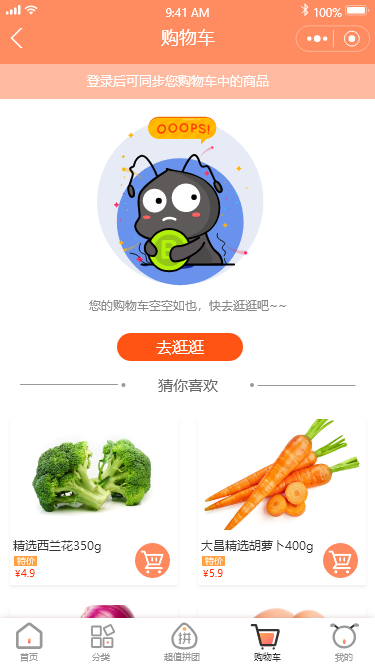 9:41 AM
100%
购物车
登录后可同步您购物车中的商品
OOOPS!
B
您的购物车空空如也，快去逛逛吧~~
去逛逛
猜你喜欢
精选西兰花350g
特价
¥4.9
大昌精选胡萝卜400g
特价
¥5.9
拼
首页
分类
超值拼团
购物车
我的